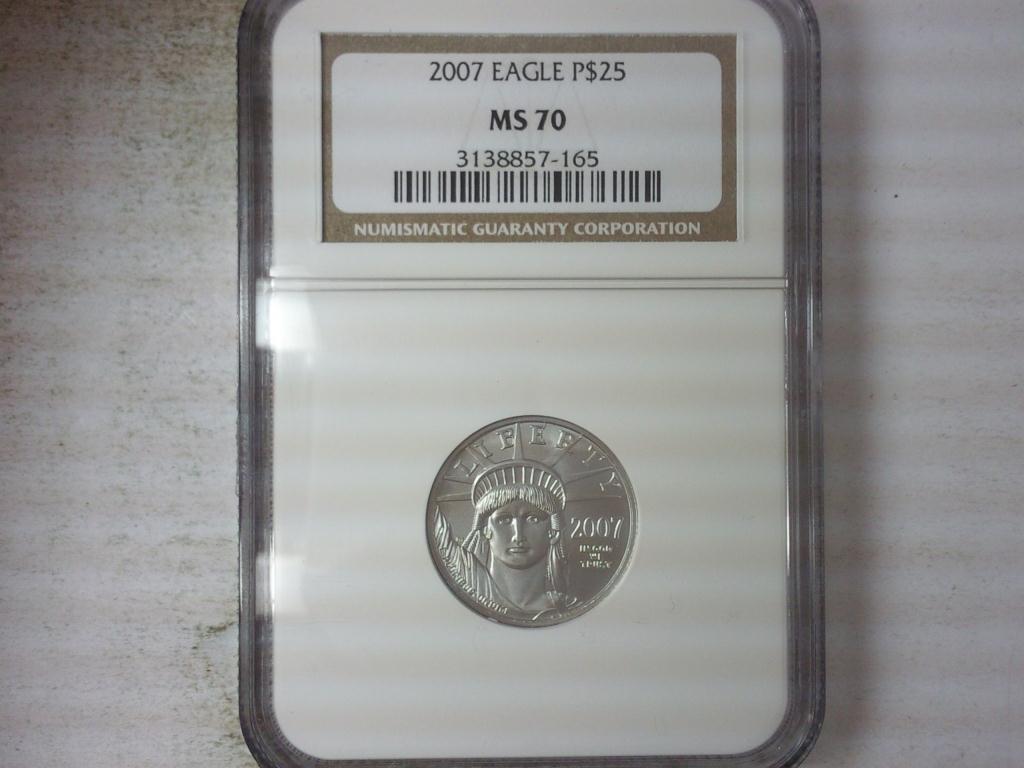 2007 EAGLE P$25
MS 70
3138857-165
NUMISMATIC GUARANTY CORPORATION
LIBERTY
2007
IN GOD
WE
TRUST